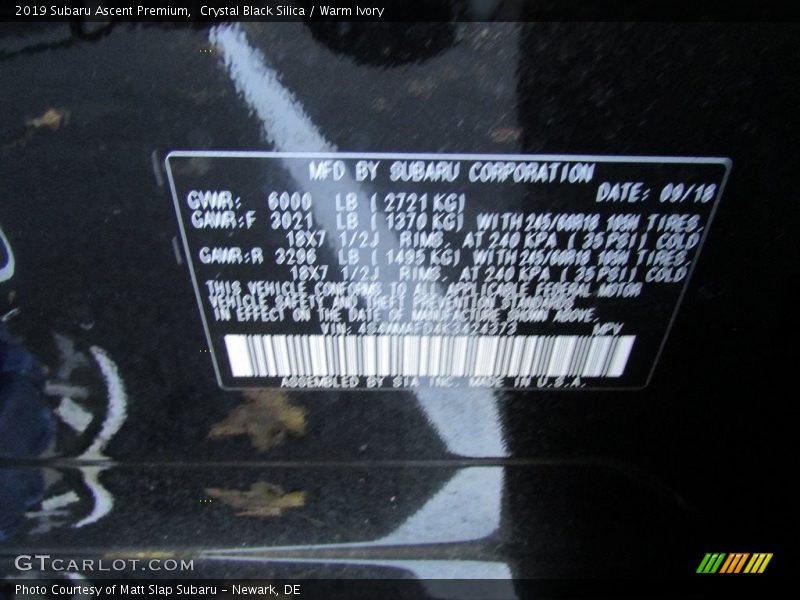 2019 Subaru Ascent Premium, Crystal Black Silica / Warm Ivory
MFD BY SUBARU CORPORATION
GVWR: 6000 LB ( 2721 KG) DATE: 09/18
GAWR:F 3021 LB ( 1370 KG) WITH 245/60R18 105H TIRES,
18X7 1/2J RIMS, AT 240 KPA ( 35 PSI) COLD
GAWR:R 3296 LB ( 1495 KG) WITH 245/60R18 105H TIRES,
18X7 1/2J RIMS, AT 240 KPA ( 35 PSI) COLD
THIS VEHICLE CONFORMS TO ALL APPLICABLE FEDERAL MOTOR
VEHICLE SAFETY AND THEFT PREVENTION STANDARDS
IN EFFECT ON THE DATE OF MANUFACTURE SHOWN ABOVE.
VIN: MPV
ASSEMBLED BY SIA INC. MADE IN U.S.A.
GTCARLOT.COM
Photo Courtesy of Matt Slap Subaru - Newark, DE